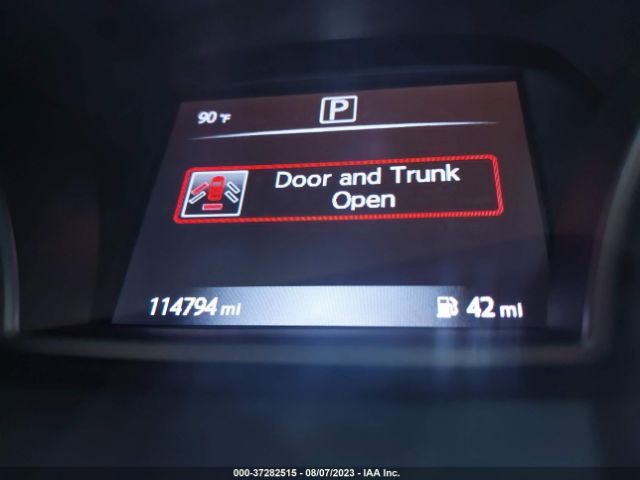 90 °F
P
Door and Trunk
Open
114794 mi
42 mi
000-37282515 - 08/07/2023 - IAA Inc.